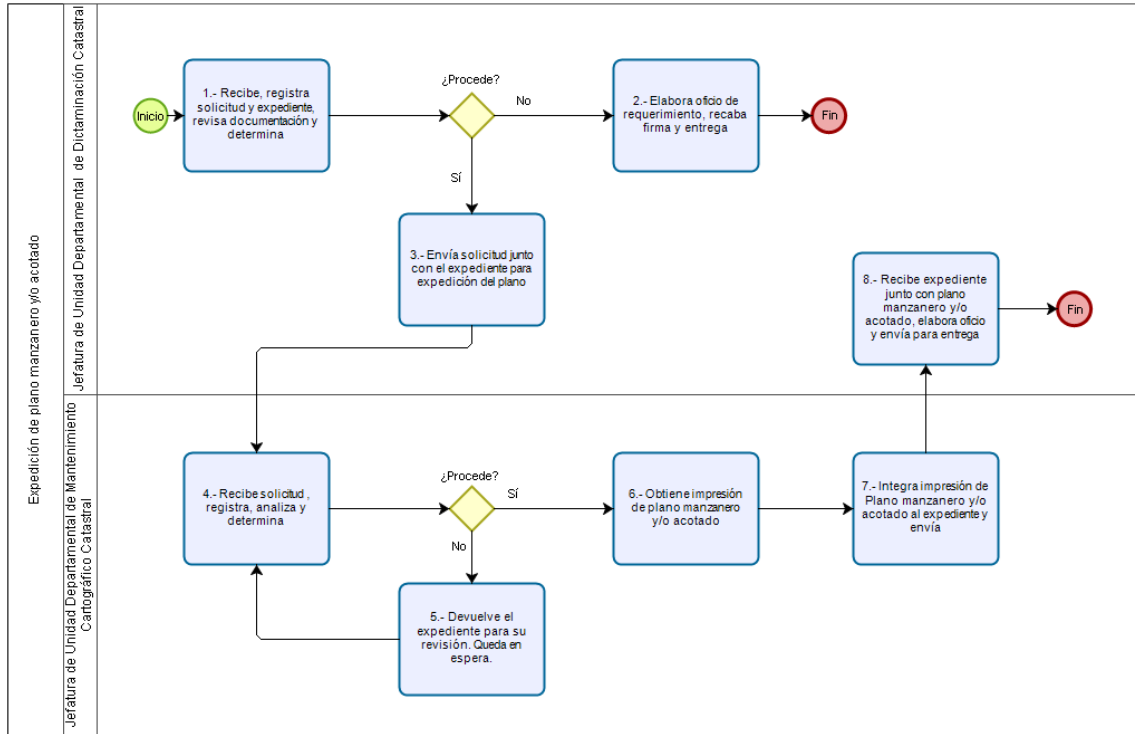 Expedición de plano manzanero y/o acotado
Jefatura de Unidad Departamental de Dictaminación Catastral
Inicio
1.- Recibe, registra
solicitud y expediente,
revisa documentación y
determina
¿Procede?
No
2.- Elabora oficio de
requerimiento, recaba
firma y entrega
Fin
Sí
3.- Envía solicitud junto
con el expediente para
expedición del plano
8.- Recibe expediente
junto con plano
manzanero y/o
acotado, elabora oficio
y envía para entrega
Fin
Jefatura de Unidad Departamental de Mantenimiento
Cartográfico Catastral
4.- Recibe solicitud ,
registra, analiza y
determina
¿Procede?
Sí
6.- Obtiene impresión
de plano manzanero
y/o acotado
7.- Integra impresión de
Plano manzanero y/o
acotado al expediente y
envía
No
5.- Devuelve el
expediente para su
revisión. Queda en
espera.